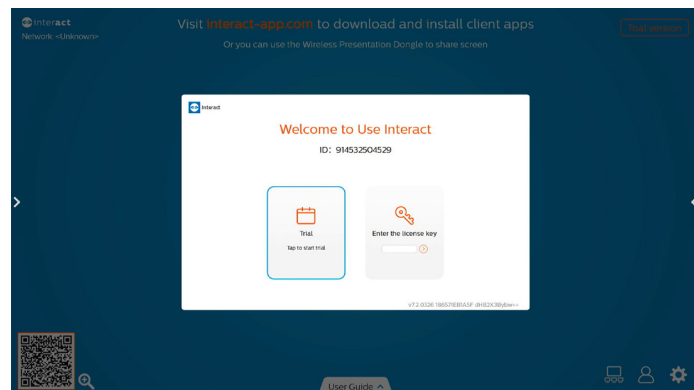 interact
Network: <Unknown>
Visit interact-app.com to download and install client apps
Or you can use the Wireless Presentation Dongle to share screen
Trial session
Interact
Welcome to Use Interact
ID: 914532504529
Trial
Tap to start trial
Enter the license key
User Guide